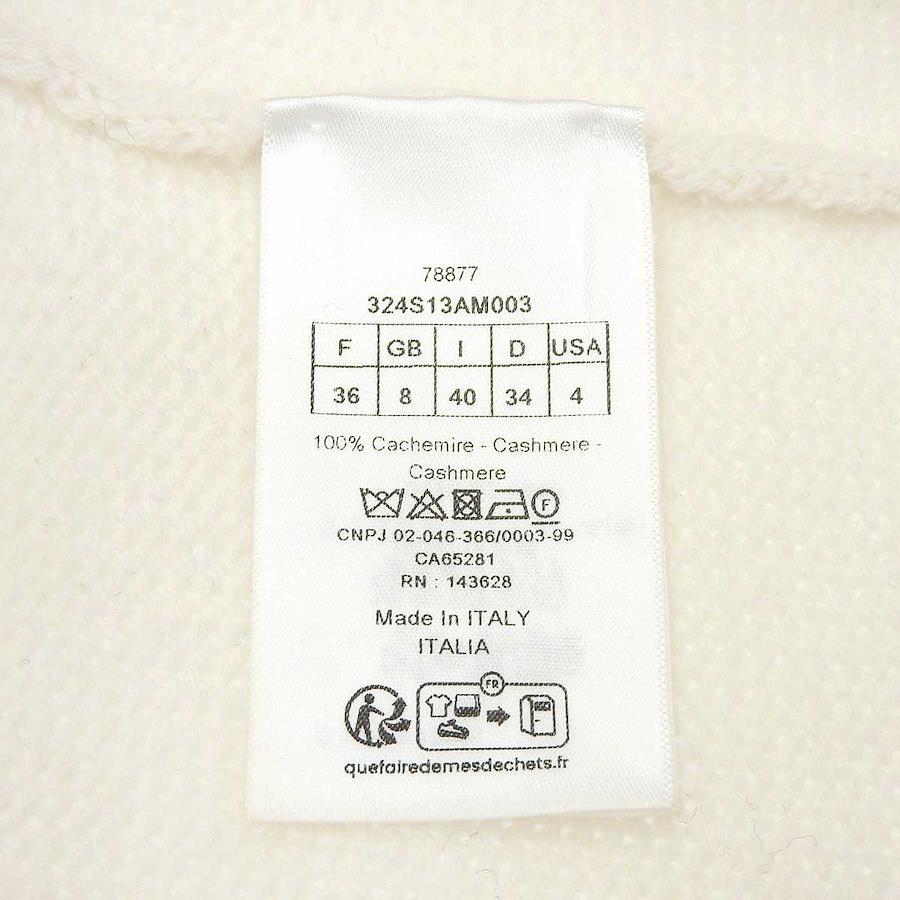 78877
324S13AM003
F GB I D USA
36 8 40 34 4
100% Cachemire - Cashmere -
Cashmere
F
CNPJ 02-046-366/0003-99
CA65281
RN : 143628
Made In ITALY
ITALIA
FR
quefairedemesdechets.fr